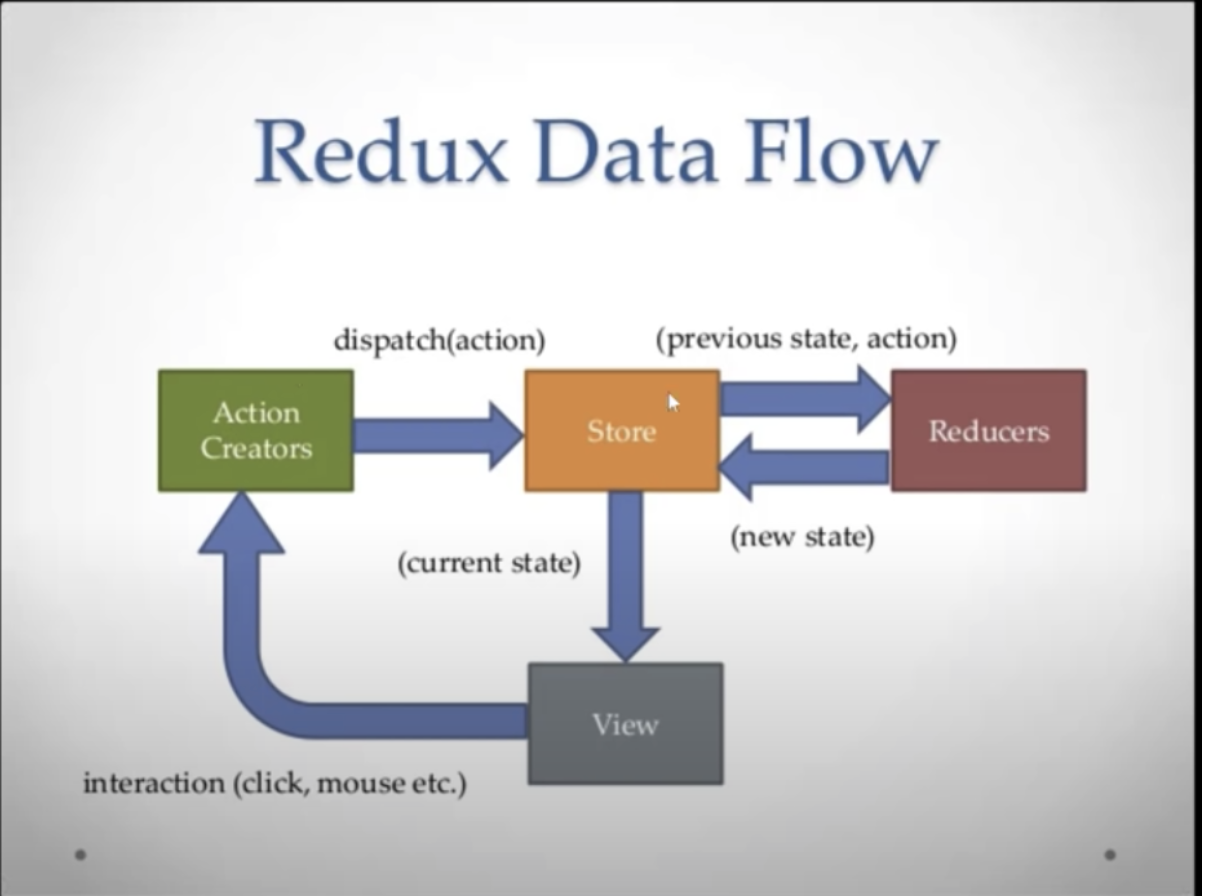 Redux Data Flow
dispatch(action)
(previous state, action)
Action
Creators
Store
Reducers
(new state)
(current state)
View
interaction (click, mouse etc.)